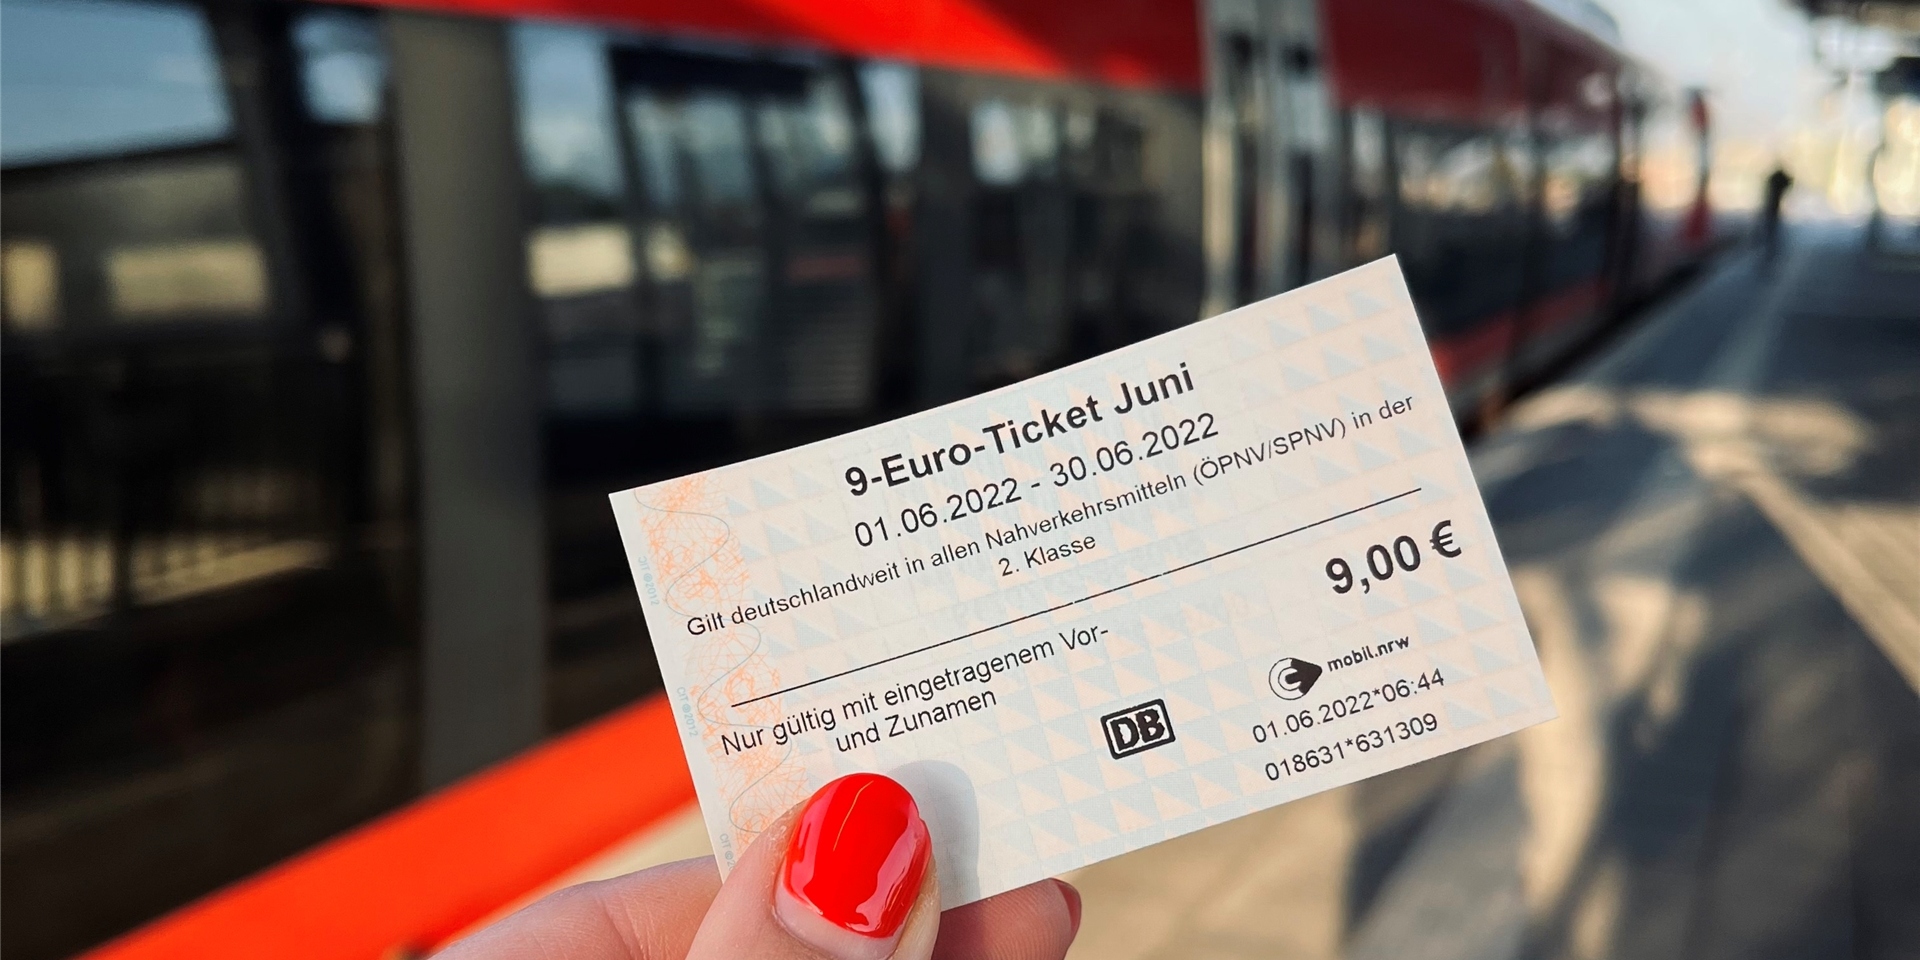 9-Euro-Ticket Juni
01.06.2022 - 30.06.2022
Gilt deutschlandweit in allen Nahverkehrsmitteln (ÖPNV/SPNV) in der
2. Klasse
9,00 €
Nur gültig mit eingetragenem Vor-
und Zunamen
DB
mobil.nrw
01.06.2022*06:44
018631*631309